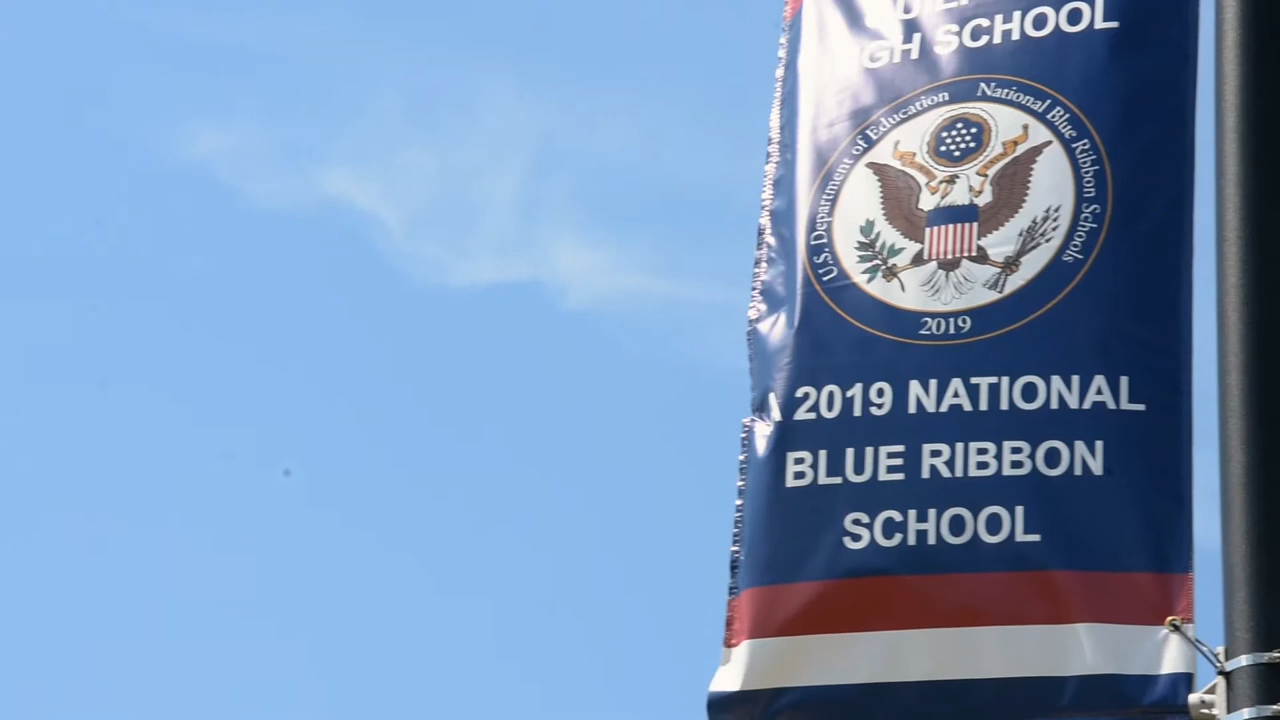 GH SCHOOL
U.S. Department of Education
National Blue Ribbon Schools
2019
A 2019 NATIONAL
BLUE RIBBON
SCHOOL